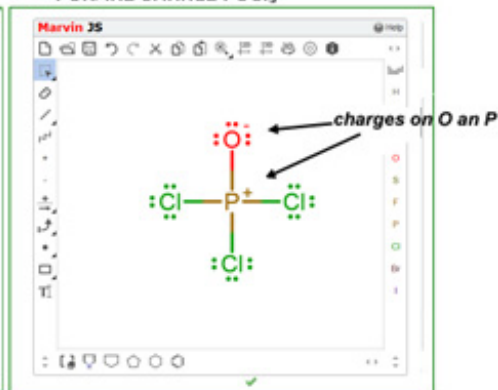 Marvin JS
Help
H
charges on O an P
:O:
-
O
S
F
P
Cl
Br
I
:Cl
P
+
Cl:
:Cl: